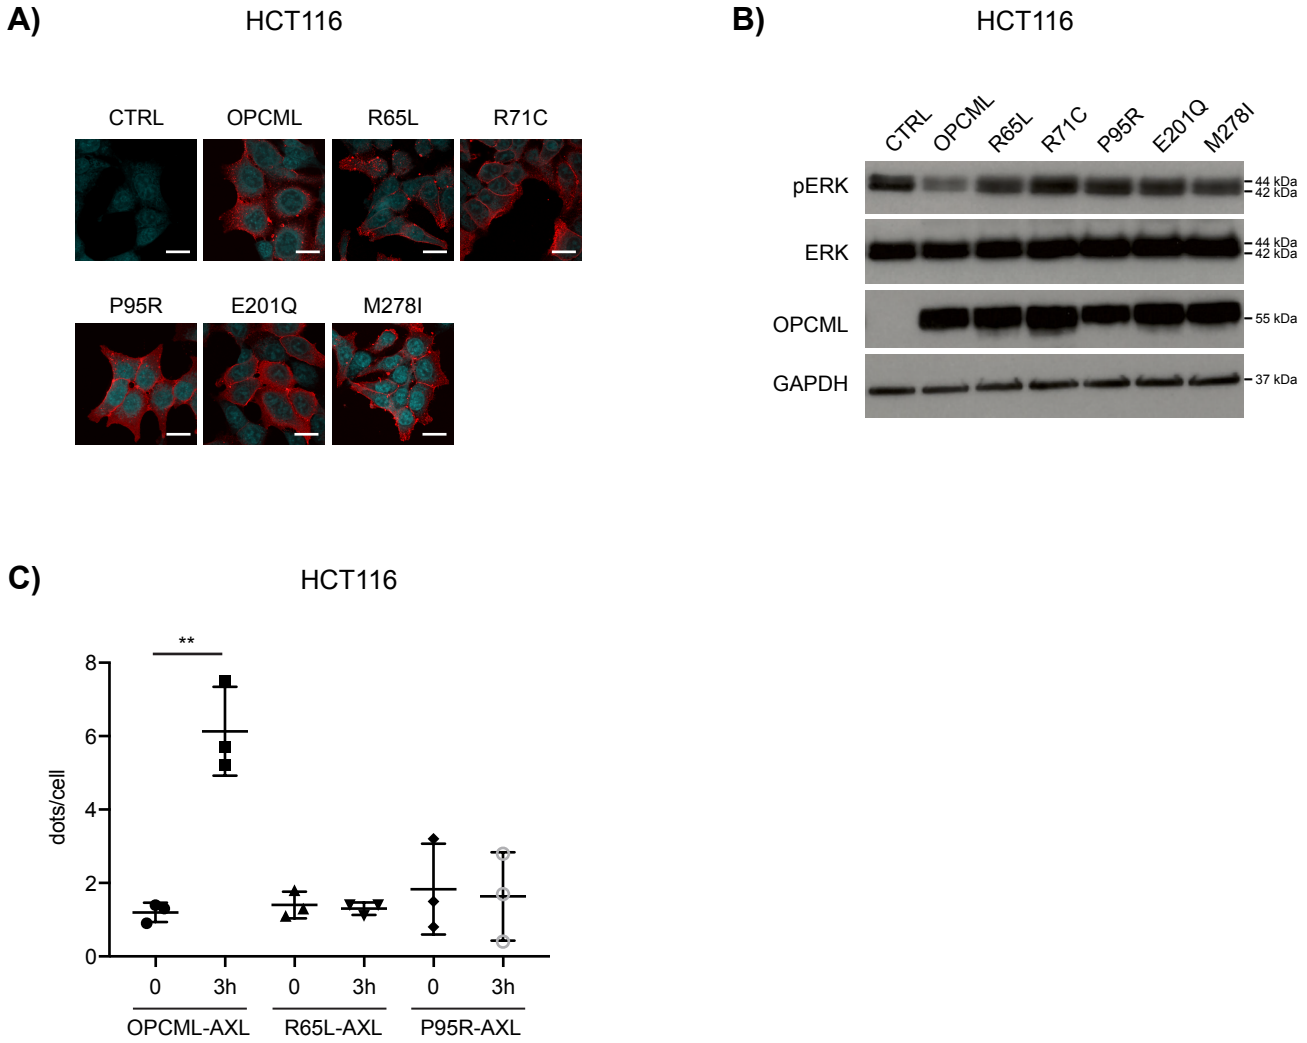 A)
HCT116
CTRL OPCML R65L R71C
P95R E201Q M278I
B)
HCT116
CTRL OPCML R65L R71C P95R E201Q M278I
pERK
44 kDa
42 kDa
ERK
44 kDa
42 kDa
OPCML
55 kDa
GAPDH
37 kDa
C)
HCT116
**
8
6
4
2
0
dots/cell
0 3h 0 3h 0 3h
OPCML-AXL R65L-AXL P95R-AXL